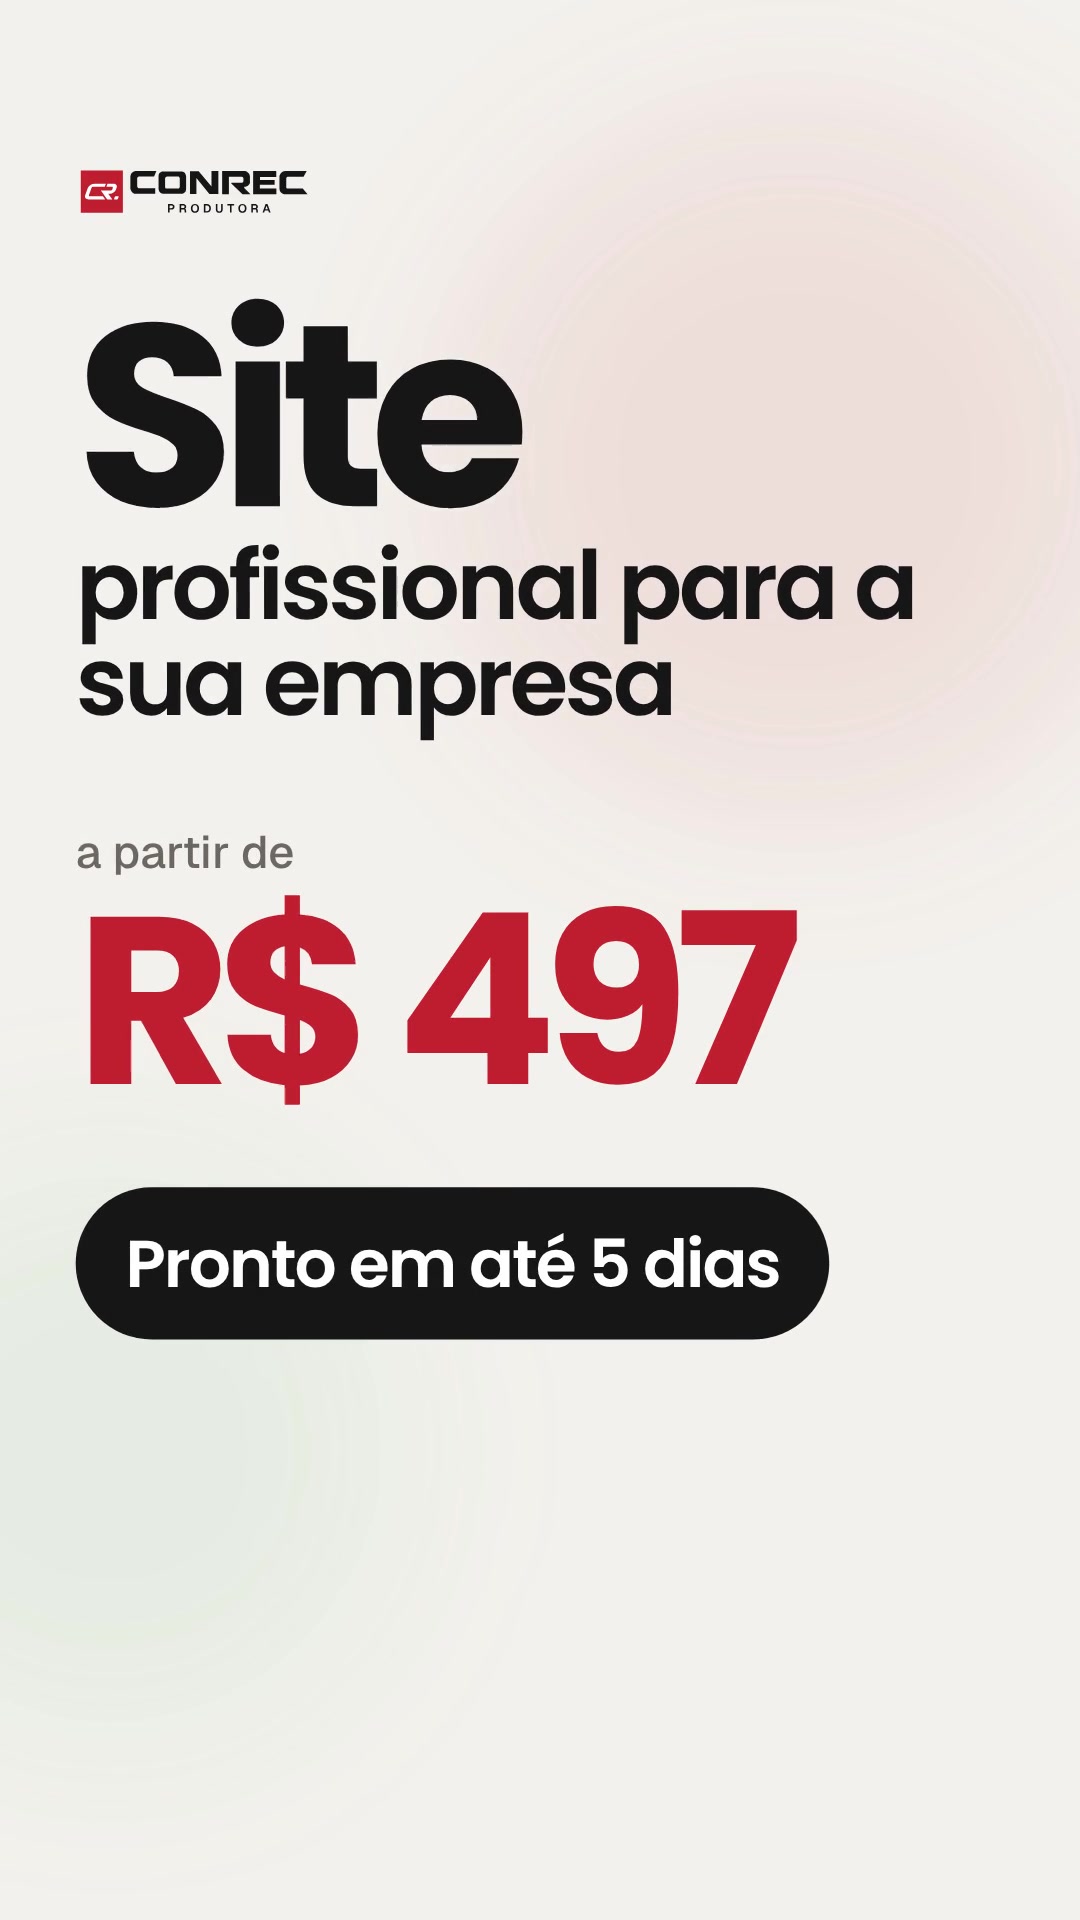 CR.
CONREC
PRODUTORA
Site
profissional para a
sua empresa
a partir de
R$ 497
Pronto em até 5 dias